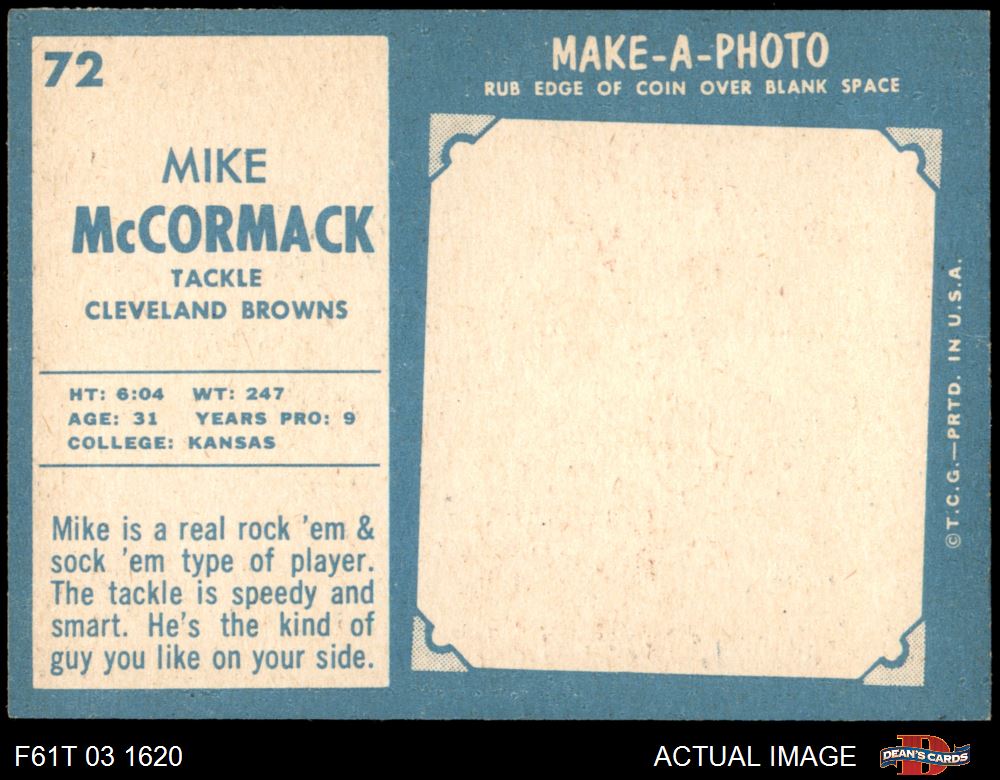 72
MIKE
McCORMACK
TACKLE
CLEVELAND BROWNS
HT: 6:04 WT: 247
AGE: 31 YEARS PRO: 9
COLLEGE: KANSAS
Mike is a real rock 'em &
sock 'em type of player.
The tackle is speedy and
smart. He's the kind of
guy you like on your side.
MAKE-A-PHOTO
RUB EDGE OF COIN OVER BLANK SPACE
©T.C.G.—PRTD. IN U.S.A.
F61T 03 1620
ACTUAL IMAGE
DEAN'S CARDS